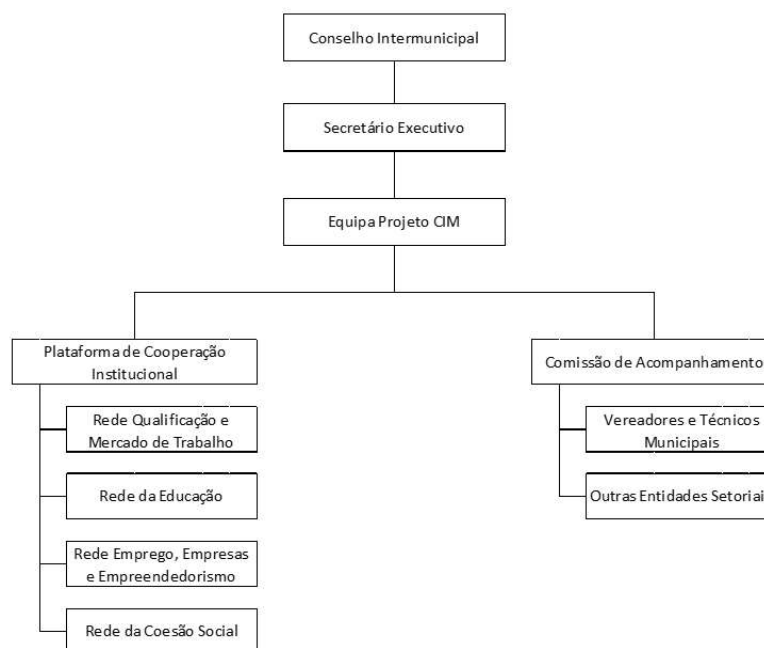 Conselho Intermunicipal
Secretário Executivo
Equipa Projeto CIM
Plataforma de Cooperação
Institucional
Rede Qualificação e
Mercado de Trabalho
Rede da Educação
Rede Emprego, Empresas
e Empreendedorismo
Rede da Coesão Social
Comissão de Acompanhamento
Vereadores e Técnicos
Municipais
Outras Entidades Setoriais